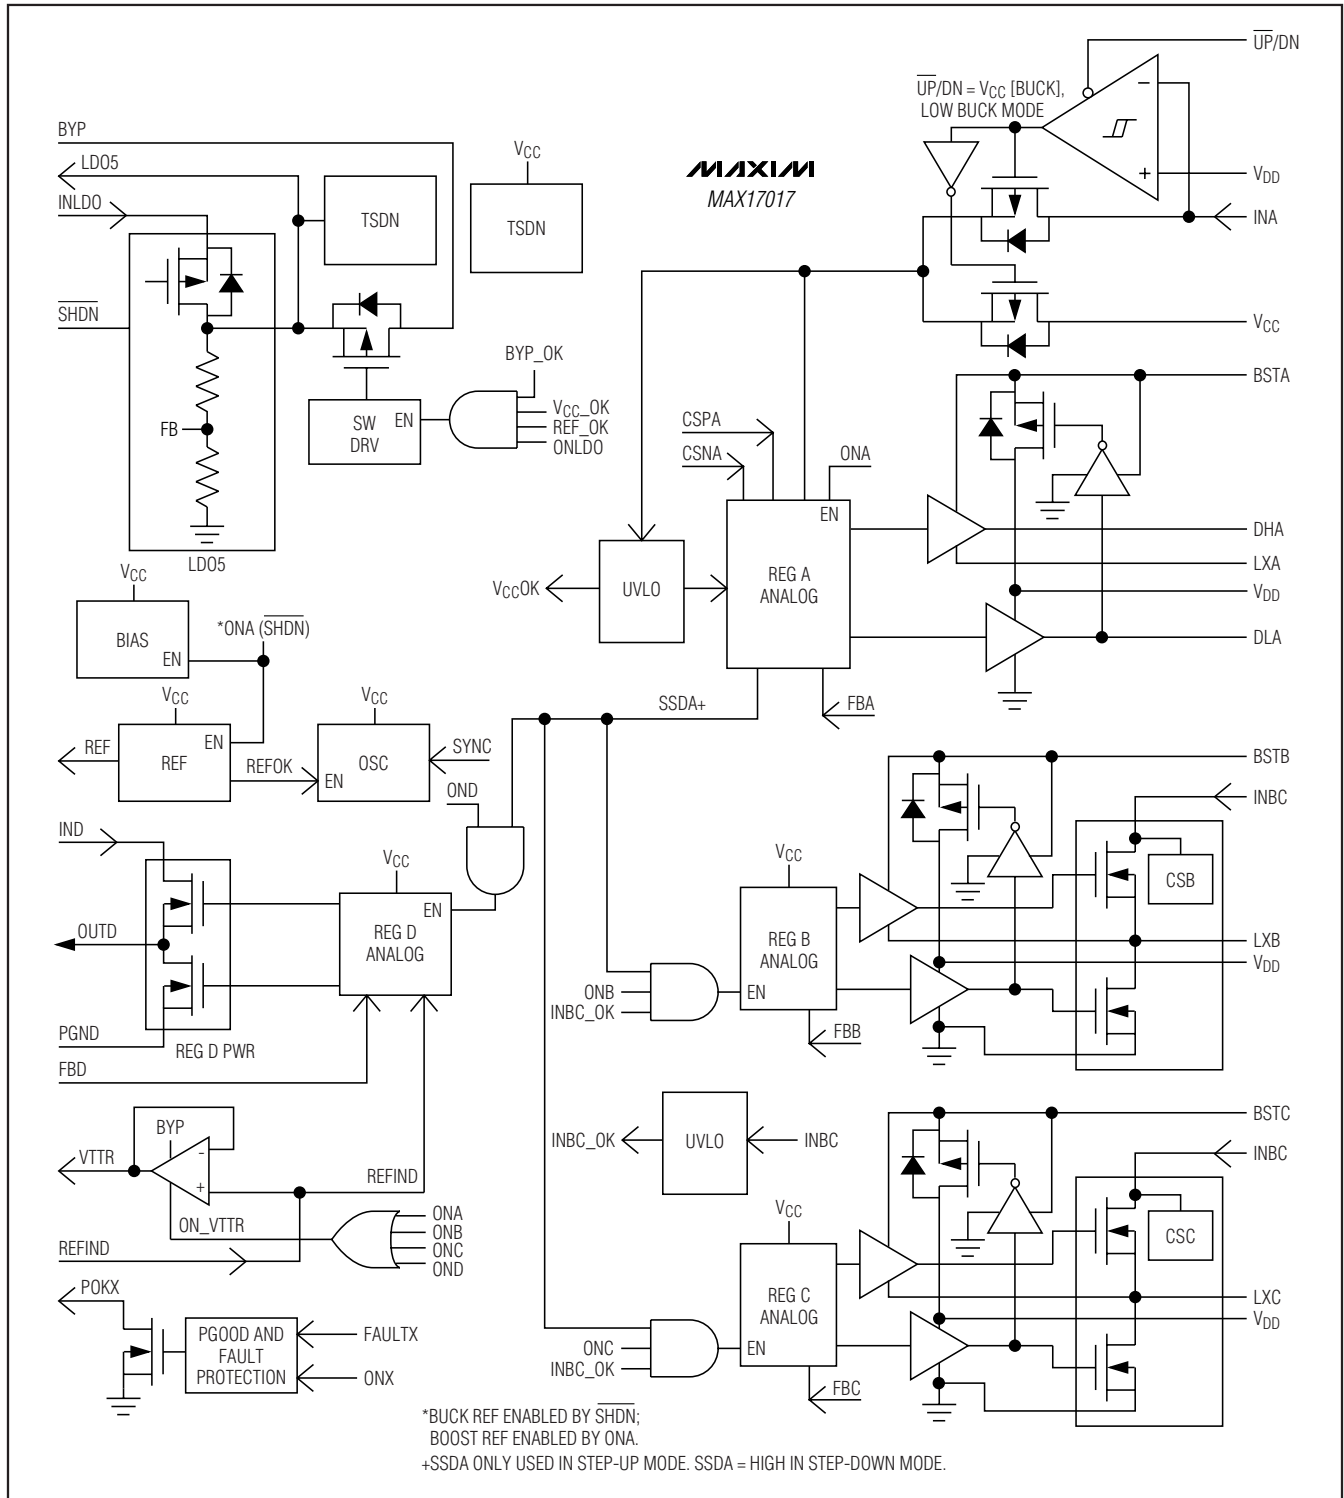 U̅P̅/DN
U̅P̅/DN = VCC [BUCK],
LOW BUCK MODE
−
+
VDD
INA
VCC
MAXIM
MAX17017
BYP
LDO5
INLDO
S̅H̅D̅N̅
TSDN
VCC
TSDN
BYP_OK
VCC_OK
REF_OK
ONLDO
SW
DRV
EN
FB
LDO5
CSPA
CSNA
ONA
EN
REG A
ANALOG
UVLO
VCCOK
SSDA+
FBA
BSTA
DHA
LXA
VDD
DLA
VCC
BIAS
EN
*ONA (S̅H̅D̅N̅)
VCC
REF
EN
REF
REFOK
VCC
OSC
EN
SYNC
OND
IND
OUTD
PGND
REG D PWR
FBD
VCC
EN
REG D
ANALOG
BSTB
INBC
CSB
LXB
VDD
VCC
REG B
ANALOG
EN
ONB
INBC_OK
FBB
BYP
-
+
VTTR
REFIND
ON_VTTR
ONA
ONB
ONC
OND
REFIND
INBC_OK
UVLO
INBC
BSTC
INBC
CSC
LXC
VDD
VCC
REG C
ANALOG
EN
ONC
INBC_OK
FBC
POKX
PGOOD AND
FAULT
PROTECTION
FAULTX
ONX
*BUCK REF ENABLED BY S̅H̅D̅N̅;
BOOST REF ENABLED BY ONA.
+SSDA ONLY USED IN STEP-UP MODE. SSDA = HIGH IN STEP-DOWN MODE.